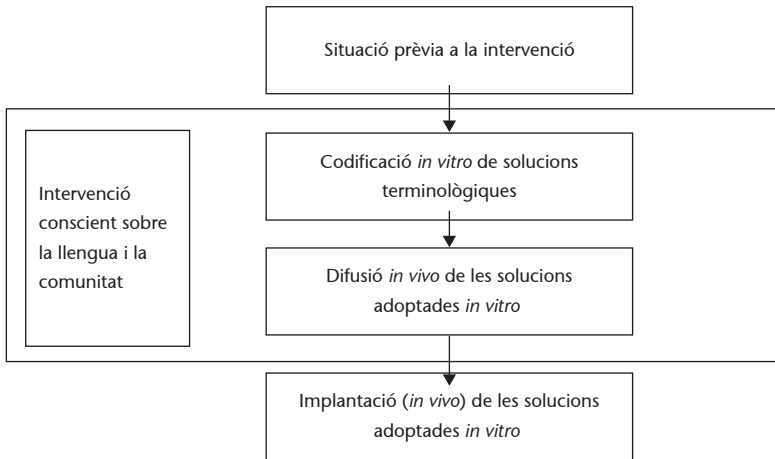 Situació prèvia a la intervenció
Codificació in vitro de solucions
terminològiques
Intervenció
conscient sobre
la llengua i la
comunitat
Difusió in vivo de les solucions
adoptades in vitro
Implantació (in vivo) de les solucions
adoptades in vitro